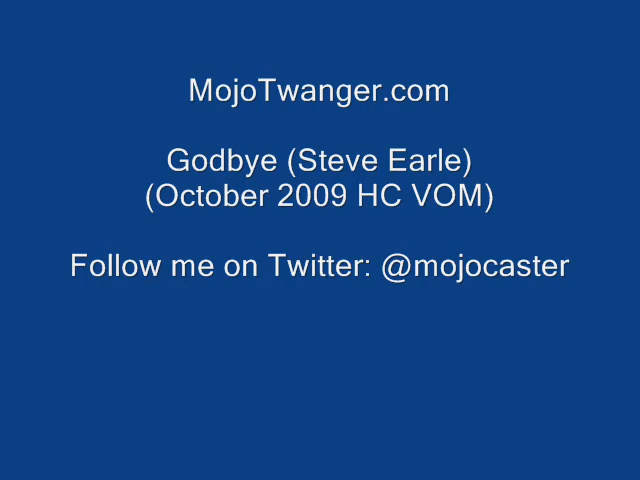 MojoTwanger.com
Godbye (Steve Earle)
(October 2009 HC VOM)
Follow me on Twitter: @mojocaster